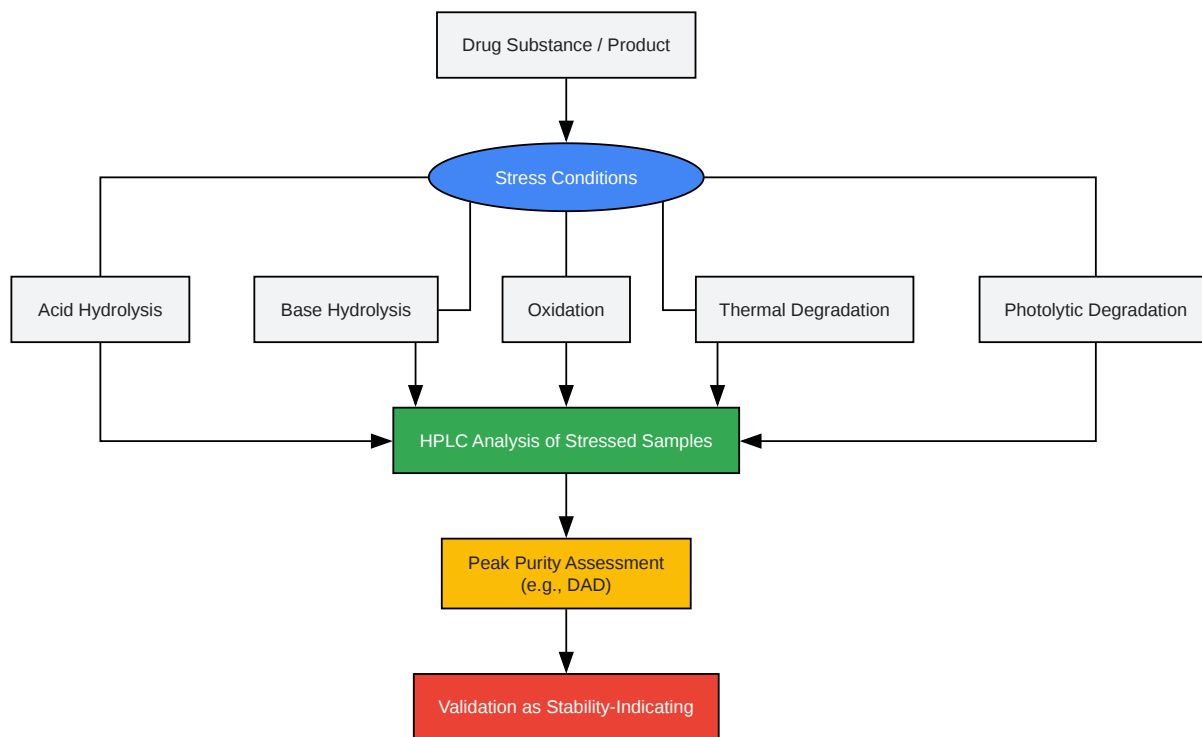 Drug Substance / Product
Stress Conditions
Acid Hydrolysis
Base Hydrolysis
Oxidation
Thermal Degradation
Photolytic Degradation
HPLC Analysis of Stressed Samples
Peak Purity Assessment
(e.g., DAD)
Validation as Stability-Indicating